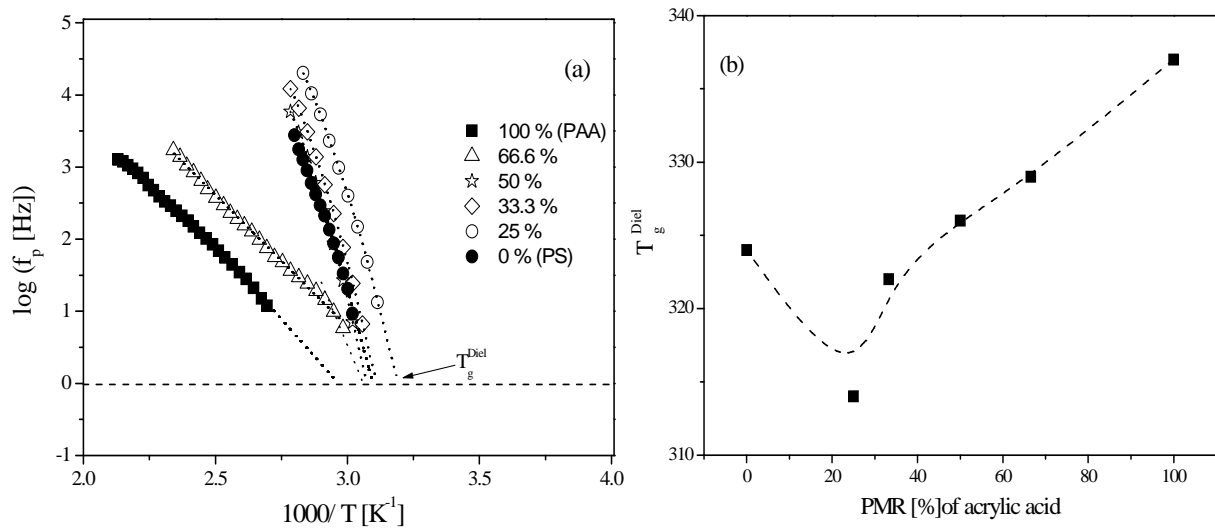 5
4
3
2
1
0
-1
log (f_p [Hz])
(a)
100 % (PAA)
66.6 %
50 %
33.3 %
25 %
0 % (PS)
T_g^Diel
2.0 2.5 3.0 3.5 4.0
1000/ T [K^-1]
340
330
320
310
T_g^Diel
(b)
0 20 40 60 80 100
PMR [%]of acrylic acid